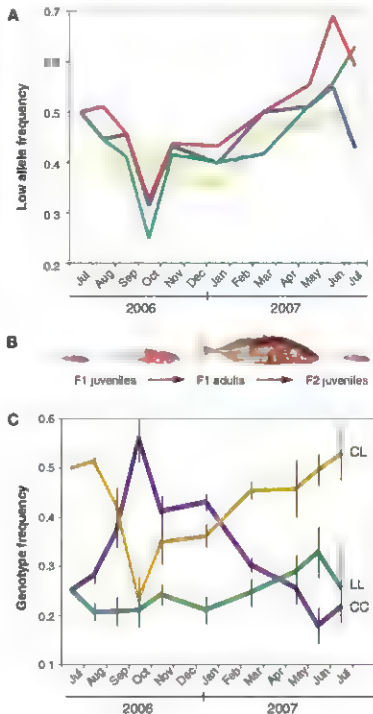 A
Low allele frequency
0.7
0.5
0.4
0.3
0.2
Jul Aug Sep Oct Nov Dec Jan Feb Mar Apr May Jun Jul
2006 2007
B
F1 juveniles F1 adults F2 juveniles
C
Genotype frequency
0.6
0.5
0.4
0.3
0.2
0.1
CL
LL
CC
Jul Aug Sep Oct Nov Dec Jan Feb Mar Apr May Jun Jul
2006 2007